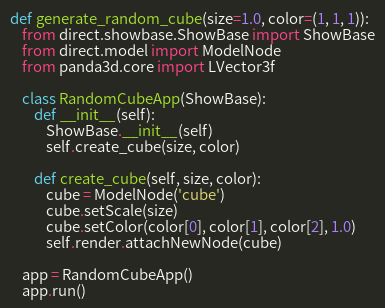 def generate_random_cube(size=1.0, color=(1, 1, 1)):
from direct.showbase.ShowBase import ShowBase
from direct.model import ModelNode
from panda3d.core import LVector3f
class RandomCubeApp(ShowBase):
def __init__(self):
ShowBase.__init__(self)
self.create_cube(size, color)
def create_cube(self, size, color):
cube = ModelNode('cube')
cube.setScale(size)
cube.setColor(color[0], color[1], color[2], 1.0)
self.render.attachNewNode(cube)
app = RandomCubeApp()
app.run()